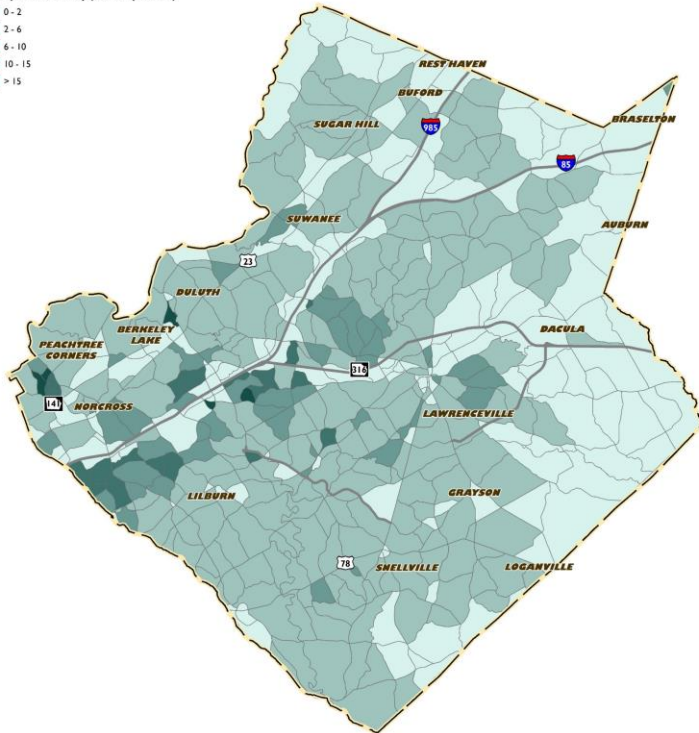 0 - 2
2 - 6
6 - 10
10 - 15
> 15
REST HAVEN
BUFORD
SUGAR HILL
985
BRASELTON
85
SUWANEE
AUBURN
23
DULUTH
BERKELEY
LAKE
PEACHTREE
CORNERS
DACULA
316
141
NORCROSS
LAWRENCEVILLE
LILBURN
GRAYSON
78
SNELLVILLE
LOGANVILLE